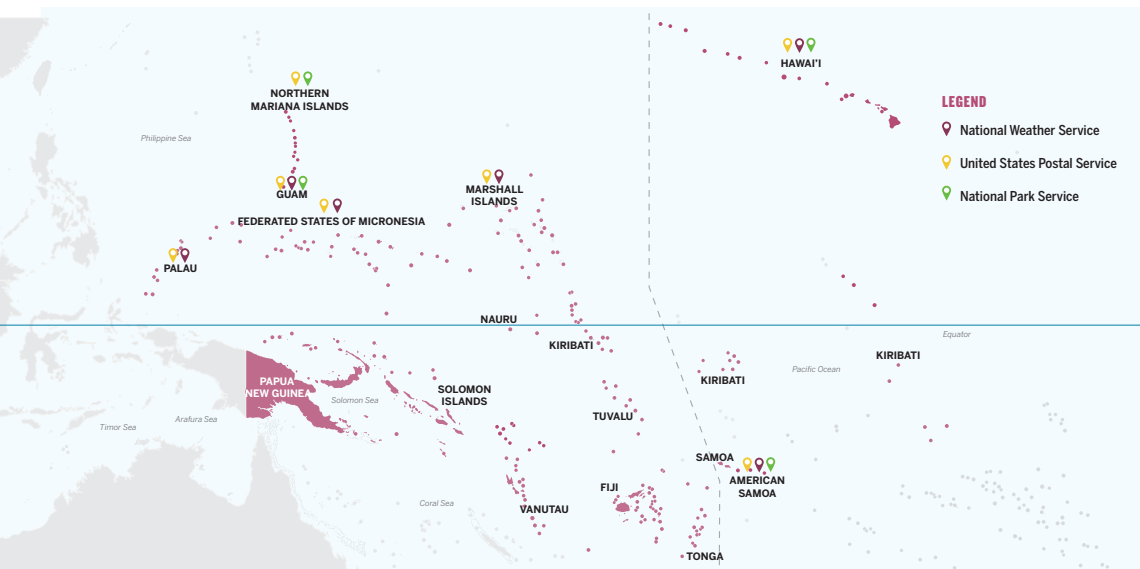 HAWAI'I
NORTHERN
MARIANA ISLANDS
LEGEND
National Weather Service
Philippine Sea
United States Postal Service
GUAM
MARSHALL
ISLANDS
National Park Service
FEDERATED STATES OF MICRONESIA
PALAU
NAURU
Equator
KIRIBATI
KIRIBATI
Pacific Ocean
KIRIBATI
PAPUA
NEW GUINEA
Solomon Sea
SOLOMON
ISLANDS
Arafura Sea
TUVALU
Timor Sea
SAMOA
AMERICAN
SAMOA
FIJI
Coral Sea
VANUTAU
TONGA